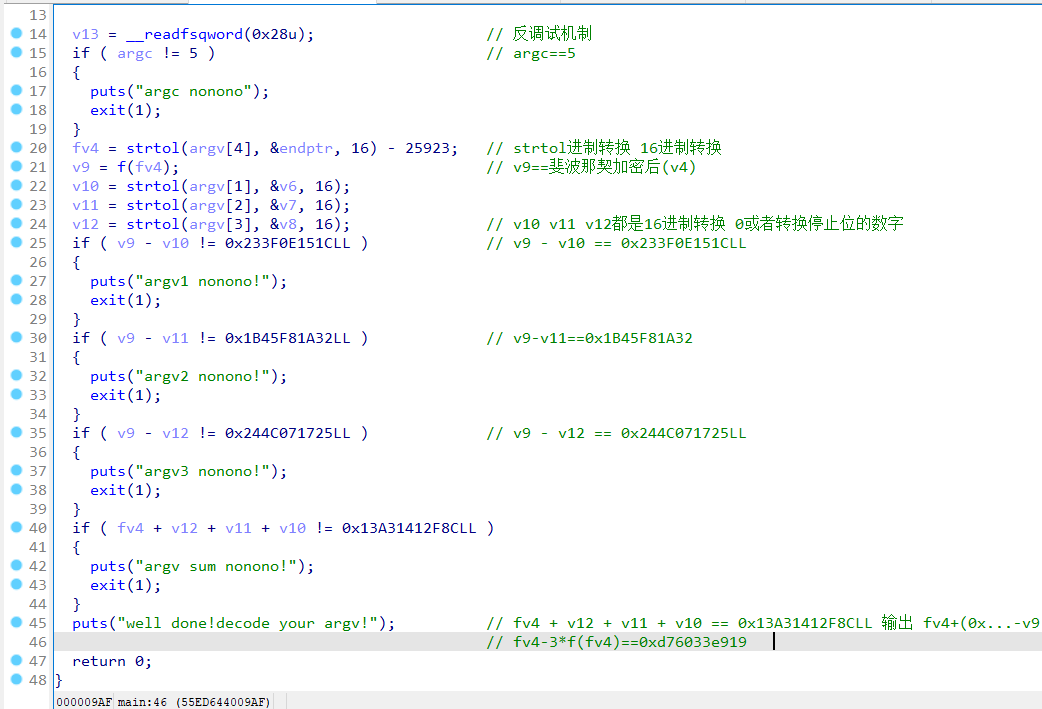 13
14 v13 = __readfsqword(0x28u); // 反调试机制
15 if ( argc != 5 ) // argc==5
16 {
17 puts("argc nonono");
18 exit(1);
19 }
20 fv4 = strtol(argv[4], &endptr, 16) - 25923; // strtol进制转换 16进制转换
21 v9 = f(fv4); // v9==斐波那契加密后(v4)
22 v10 = strtol(argv[1], &v6, 16);
23 v11 = strtol(argv[2], &v7, 16);
24 v12 = strtol(argv[3], &v8, 16); // v10 v11 v12都是16进制转换 0或者转换停止位的数字
25 if ( v9 - v10 != 0x233F0E151CLL ) // v9 - v10 == 0x233F0E151CLL
26 {
27 puts("argv1 nonono!");
28 exit(1);
29 }
30 if ( v9 - v11 != 0x1B45F81A32LL ) // v9-v11==0x1B45F81A32
31 {
32 puts("argv2 nonono!");
33 exit(1);
34 }
35 if ( v9 - v12 != 0x244C071725LL ) // v9 - v12 == 0x244C071725LL
36 {
37 puts("argv3 nonono!");
38 exit(1);
39 }
40 if ( fv4 + v12 + v11 + v10 != 0x13A31412F8CLL )
41 {
42 puts("argv sum nonono!");
43 exit(1);
44 }
45 puts("well done!decode your argv!"); // fv4 + v12 + v11 + v10 == 0x13A31412F8CLL 输出 fv4+(0x...-v9
46 // fv4-3*f(fv4)==0xd76033e919
47 return 0;
48 }
000009AF main:46 (55ED644009AF)